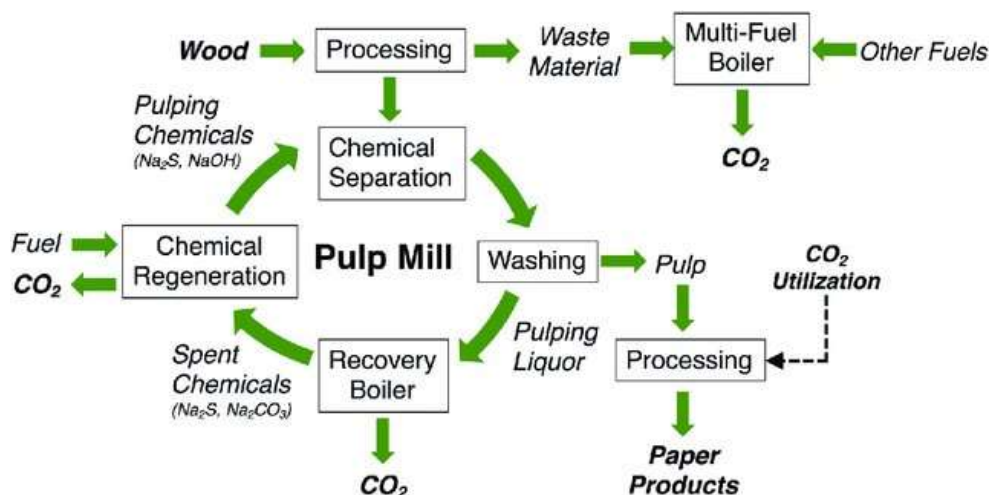 Wood
Processing
Waste
Material
Multi-Fuel
Boiler
Other Fuels
CO₂
Pulping
Chemicals
(Na₂S, NaOH)
Chemical
Separation
Fuel
CO₂
Chemical
Regeneration
Pulp Mill
Washing
Pulp
CO₂
Utilization
Spent
Chemicals
(Na₂S, Na₂CO₃)
Recovery
Boiler
Pulping
Liquor
Processing
CO₂
Paper
Products